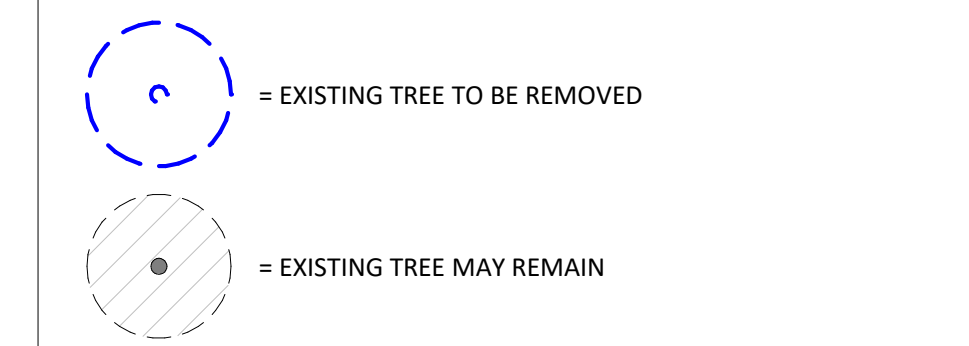 = EXISTING TREE TO BE REMOVED
= EXISTING TREE MAY REMAIN